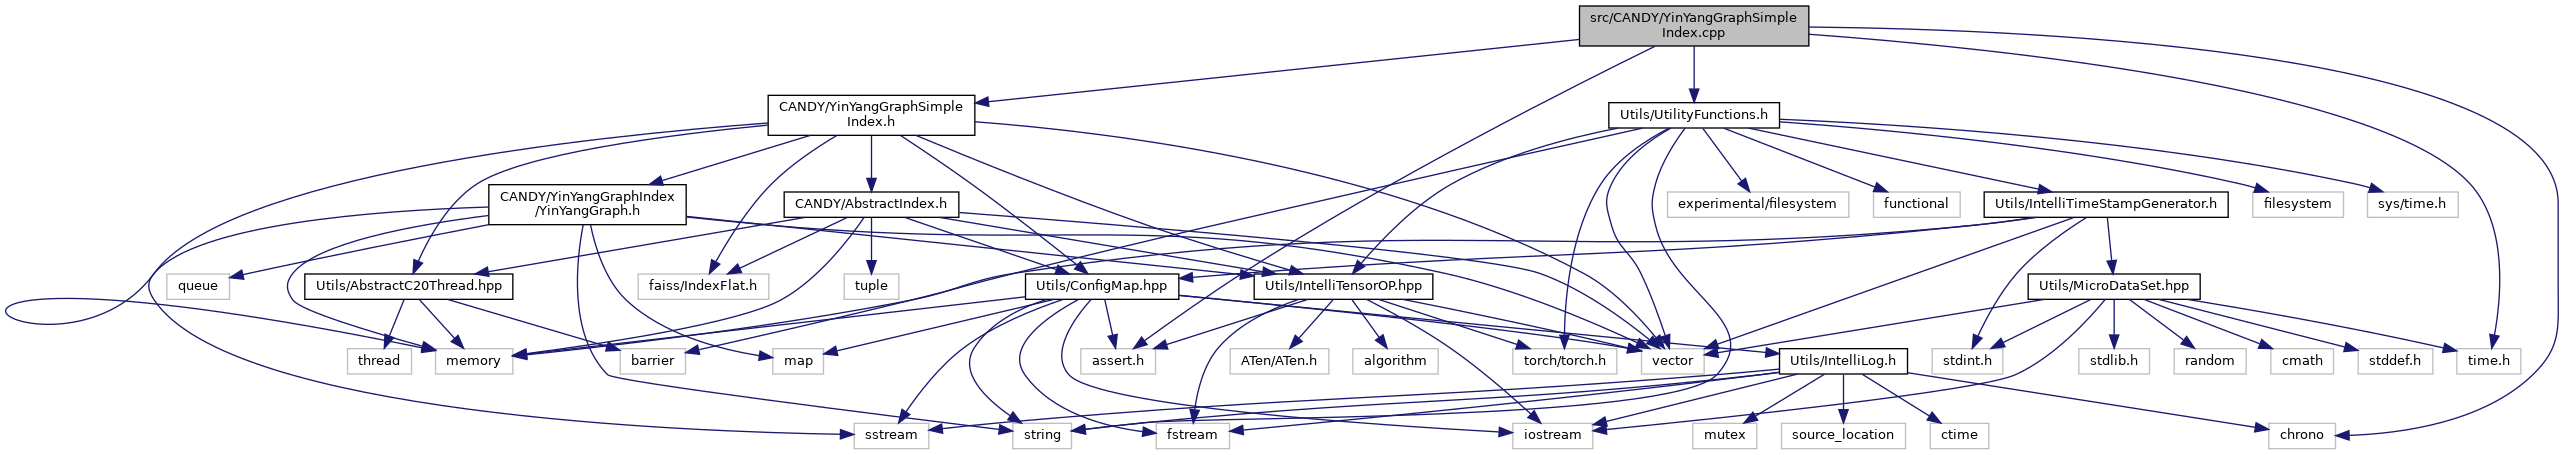 src/CANDY/YinYangGraphSimple
Index.cpp
CANDY/YinYangGraphSimple
Index.h
Utils/UtilityFunctions.h
CANDY/YinYangGraphIndex
/YinYangGraph.h
CANDY/AbstractIndex.h
experimental/filesystem
functional
Utils/IntelliTimeStampGenerator.h
filesystem
sys/time.h
queue
Utils/AbstractC20Thread.hpp
faiss/IndexFlat.h
tuple
Utils/ConfigMap.hpp
Utils/IntelliTensorOP.hpp
Utils/MicroDataSet.hpp
thread
memory
barrier
map
assert.h
ATen/ATen.h
algorithm
torch/torch.h
vector
Utils/IntelliLog.h
stdint.h
stdlib.h
random
cmath
stddef.h
time.h
sstream
string
fstream
iostream
mutex
source_location
ctime
chrono